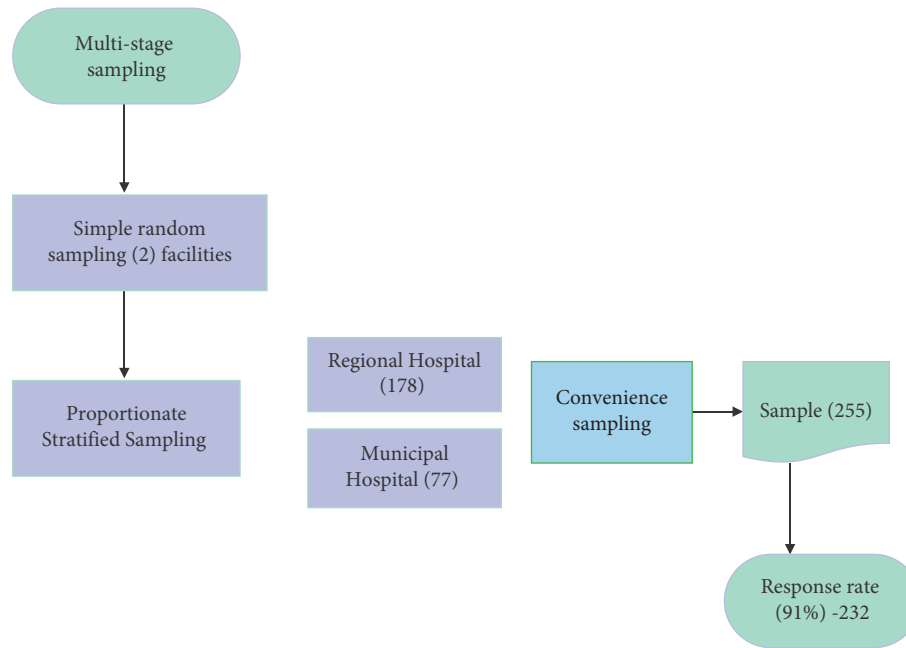 Multi-stage
sampling
Simple random
sampling (2) facilities
Proportionate
Stratified Sampling
Regional Hospital
(178)
Municipal
Hospital (77)
Convenience
sampling
Sample (255)
Response rate
(91%) -232